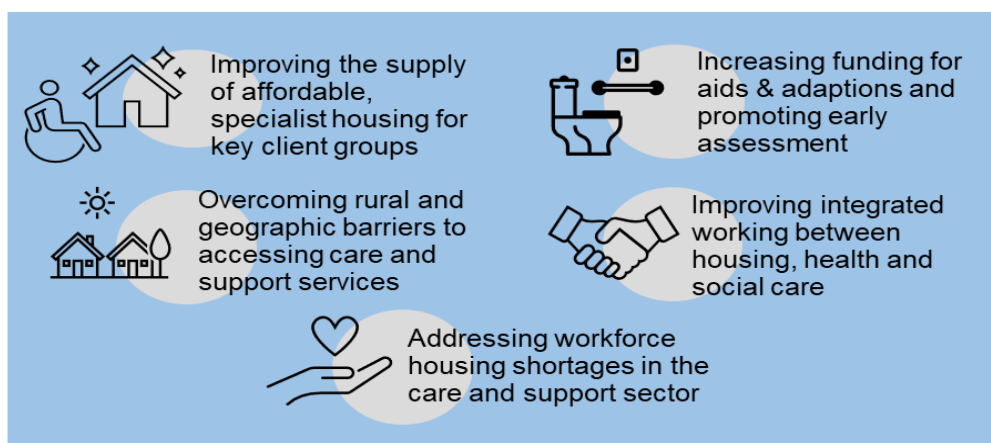 Improving the supply
of affordable,
specialist housing for
key client groups
Increasing funding for
aids & adaptions and
promoting early
assessment
Overcoming rural and
geographic barriers to
accessing care and
support services
Improving integrated
working between
housing, health and
social care
Addressing workforce
housing shortages in the
care and support sector